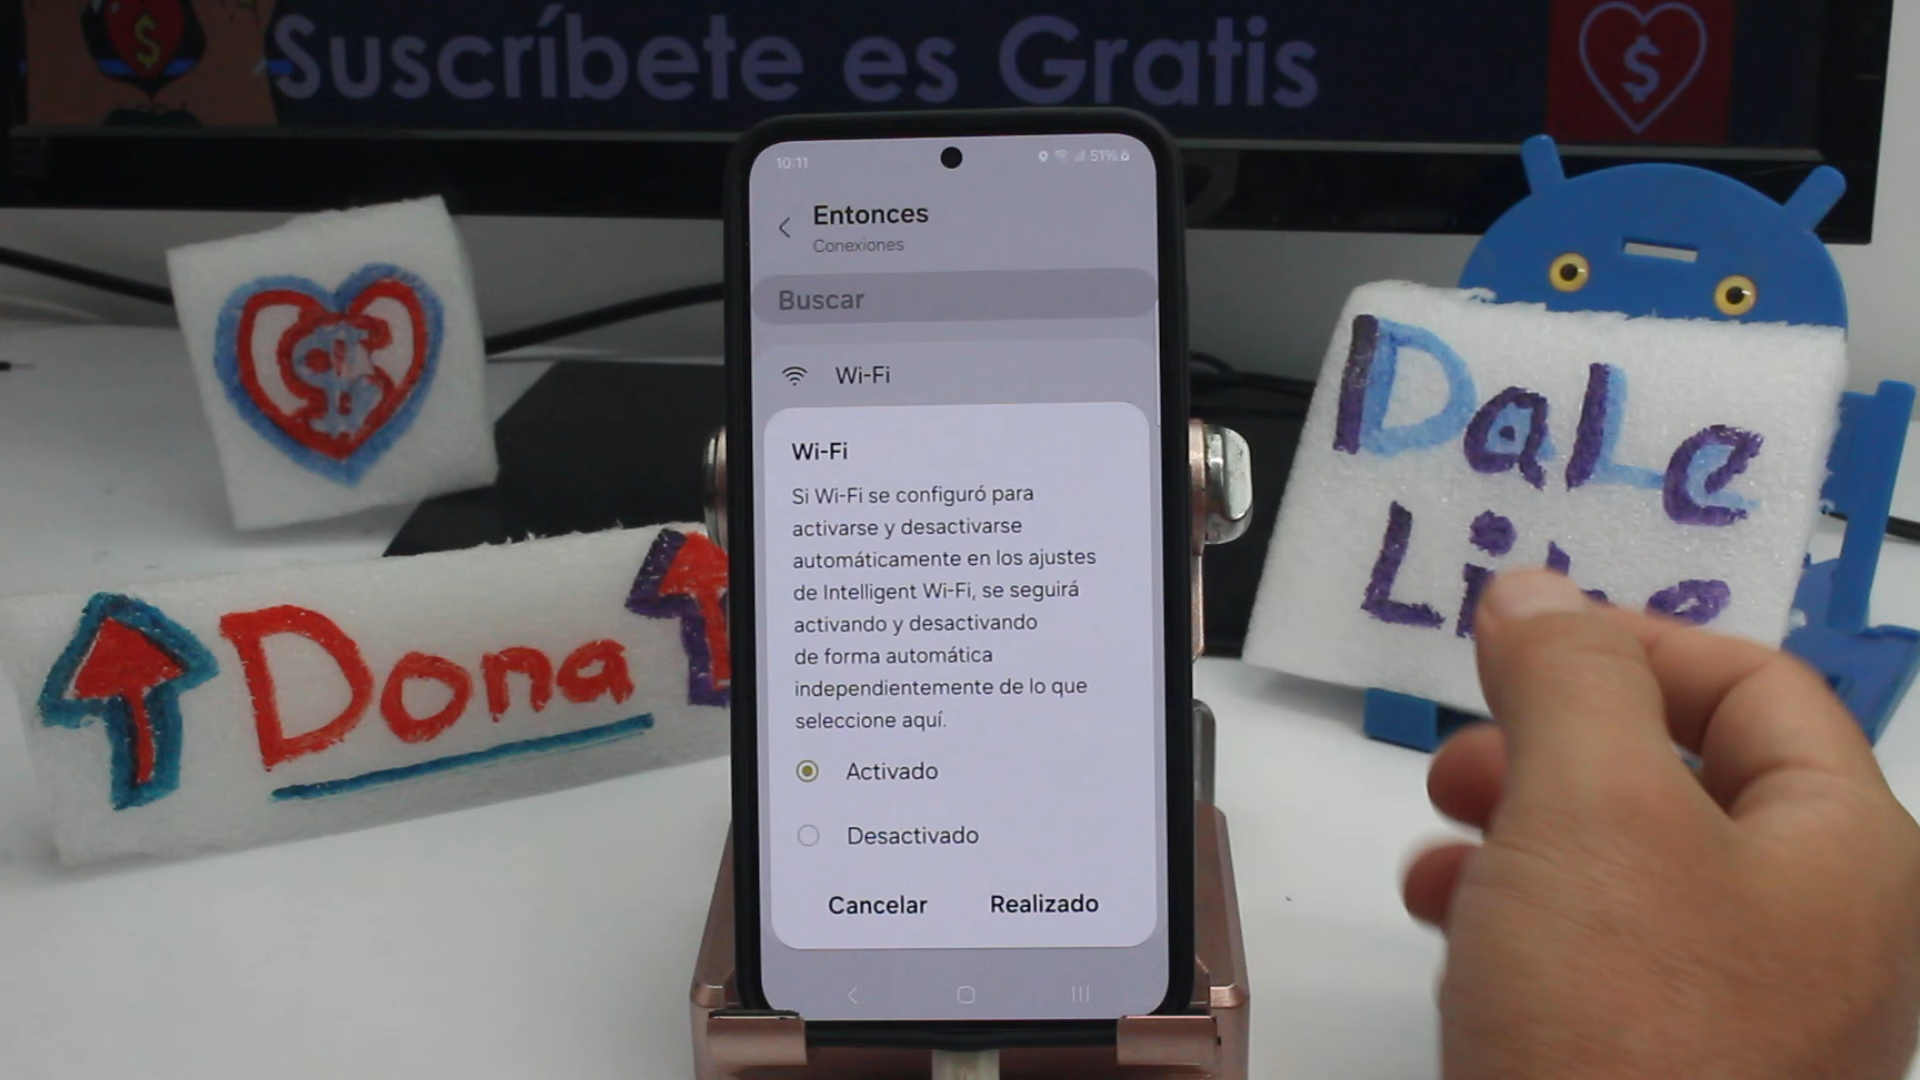 Suscríbete es Gratis
$
$
10:11
51%
Entonces
Conexiones
Buscar
Wi-Fi
Wi-Fi
Si Wi-Fi se configuró para
activarse y desactivarse
automáticamente en los ajustes
de Intelligent Wi-Fi, se seguirá
activando y desactivando
de forma automática
independientemente de lo que
seleccione aquí.
Activado
Desactivado
Cancelar Realizado
$
Dona
DaLe
Like